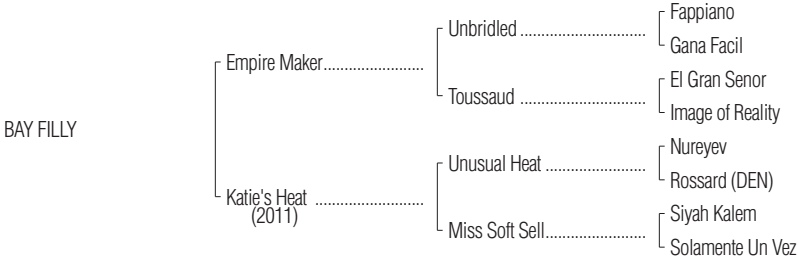 Fappiano
Unbridled ..............................
Gana Facil
Empire Maker........................
El Gran Senor
Toussaud ..............................
Image of Reality
BAY FILLY
Nureyev
Unusual Heat ........................
Rossard (DEN)
Katie's Heat ..........................
(2011)
Siyah Kalem
Miss Soft Sell........................
Solamente Un Vez